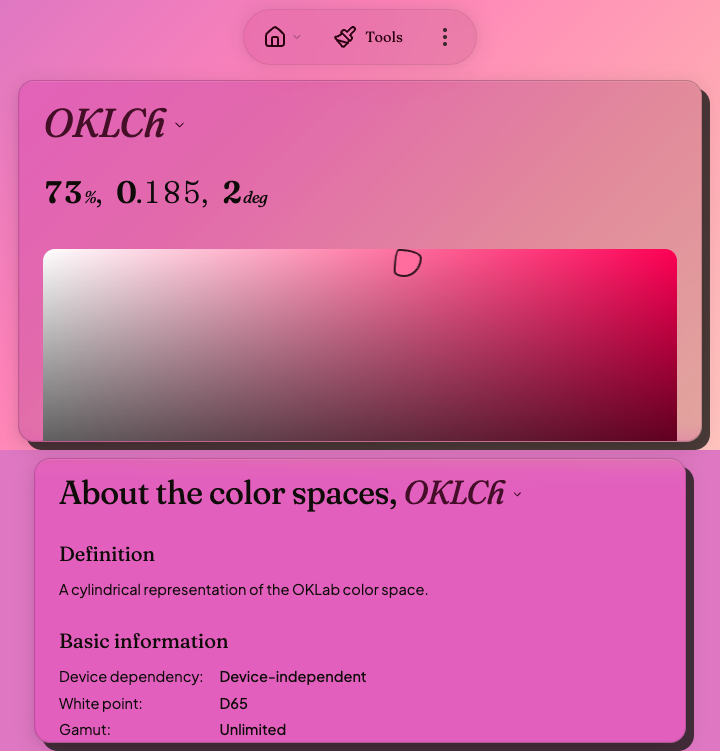 Tools
OKLCh
73%, 0.185, 2deg
About the color spaces, OKLCh
Definition
A cylindrical representation of the OKLab color space.
Basic information
Device dependency: Device-independent
White point: D65
Gamut: Unlimited